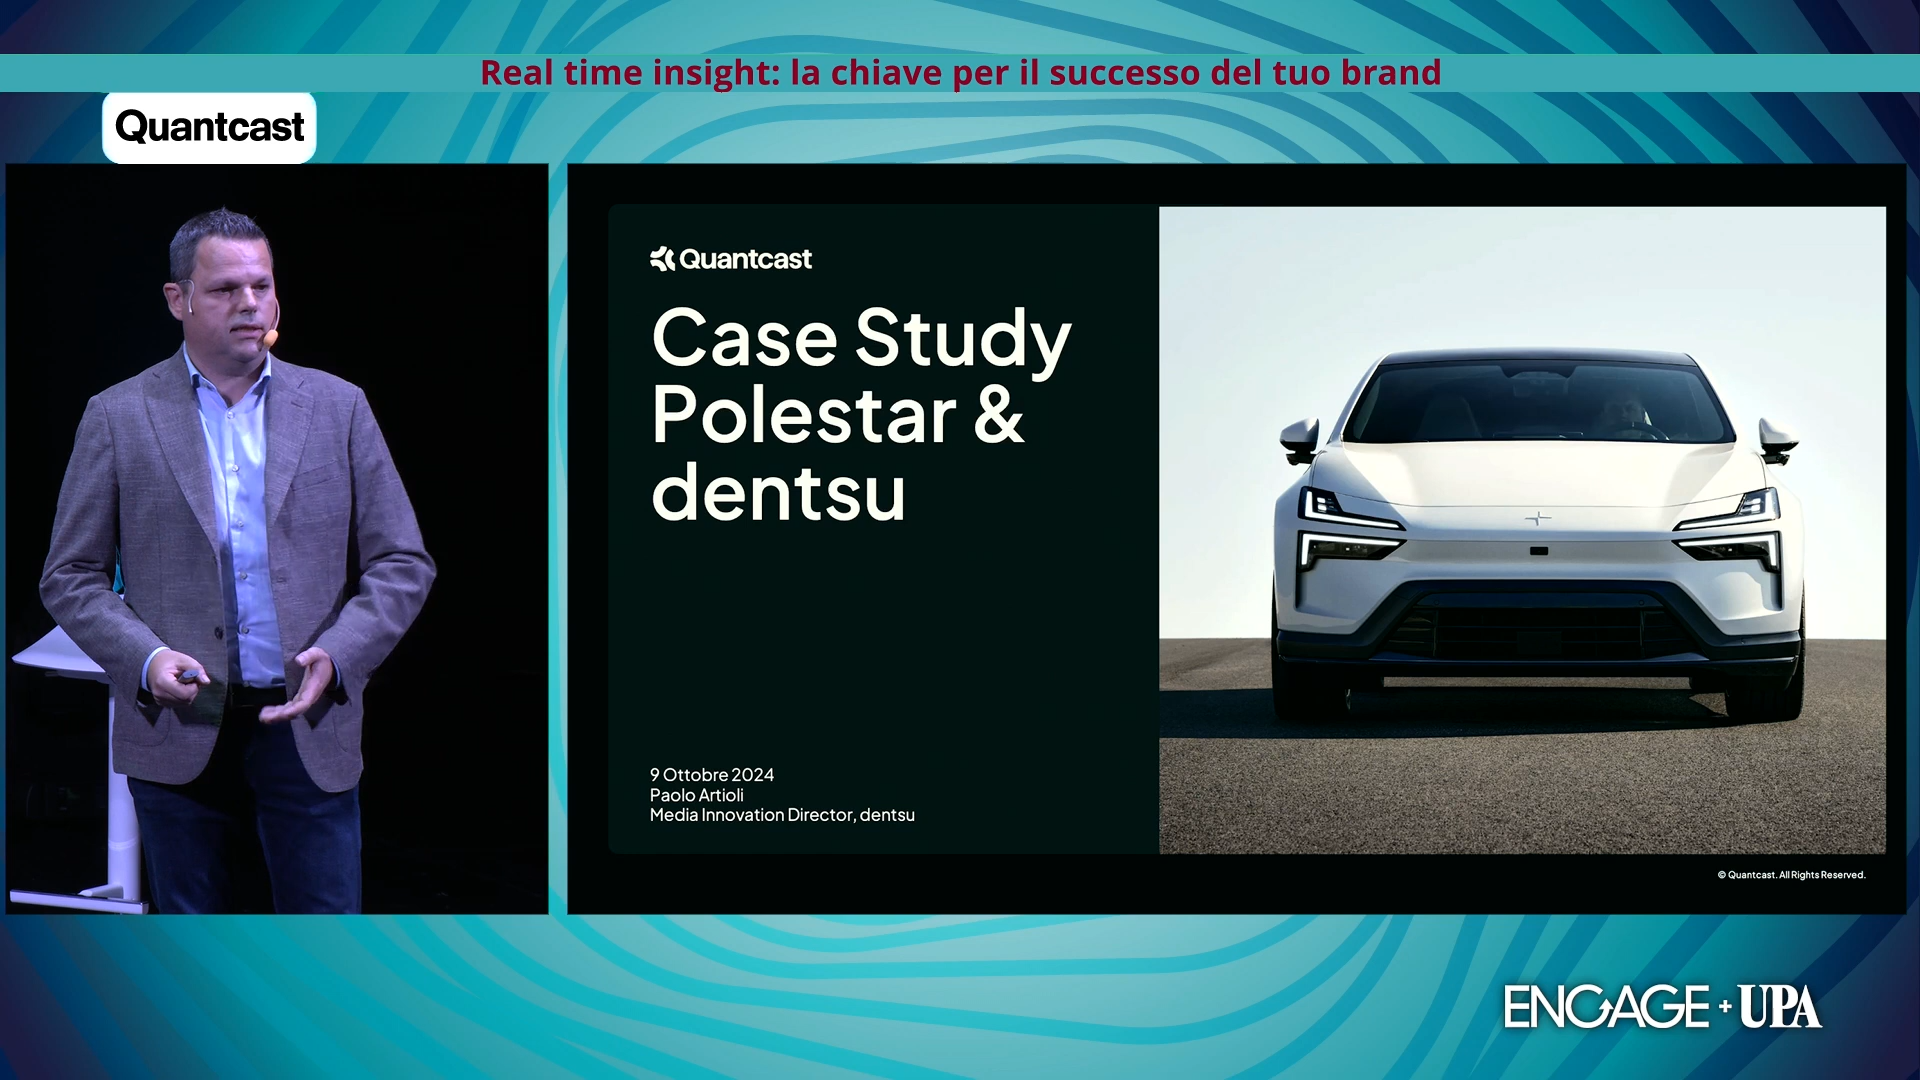 Real time insight: la chiave per il successo del tuo brand
Quantcast
Quantcast
Case Study
Polestar &
dentsu
9 Ottobre 2024
Paolo Artioli
Media Innovation Director, dentsu
© Quantcast. All Rights Reserved.
ENGAGE + UPA